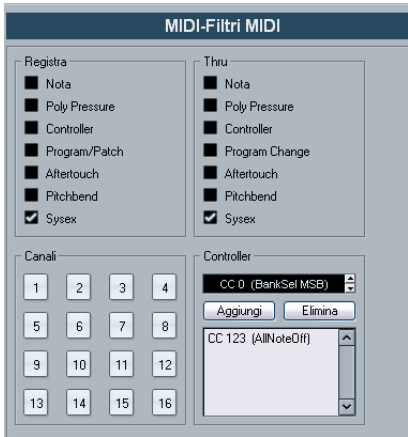 MIDI-Filtri MIDI
Registra
Nota
Poly Pressure
Controller
Program/Patch
Aftertouch
Pitchbend
Sysex
Thru
Nota
Poly Pressure
Controller
Program Change
Aftertouch
Pitchbend
Sysex
Canali
1 2 3 4
5 6 7 8
9 10 11 12
13 14 15 16
Controller
CC 0 (BankSel MSB)
Aggiungi Elimina
CC 123 (AllNoteOff)